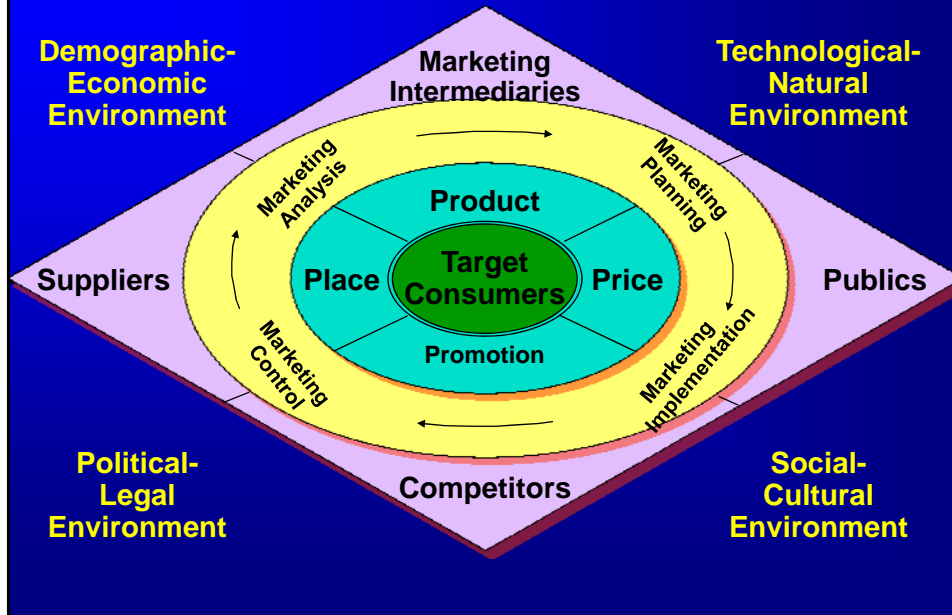 Demographic-
Economic
Environment
Marketing
Intermediaries
Technological-
Natural
Environment
Marketing
Analysis
Marketing
Planning
Product
Suppliers
Place
Target
Consumers
Price
Publics
Promotion
Marketing
Control
Marketing
Implementation
Political-
Legal
Environment
Competitors
Social-
Cultural
Environment